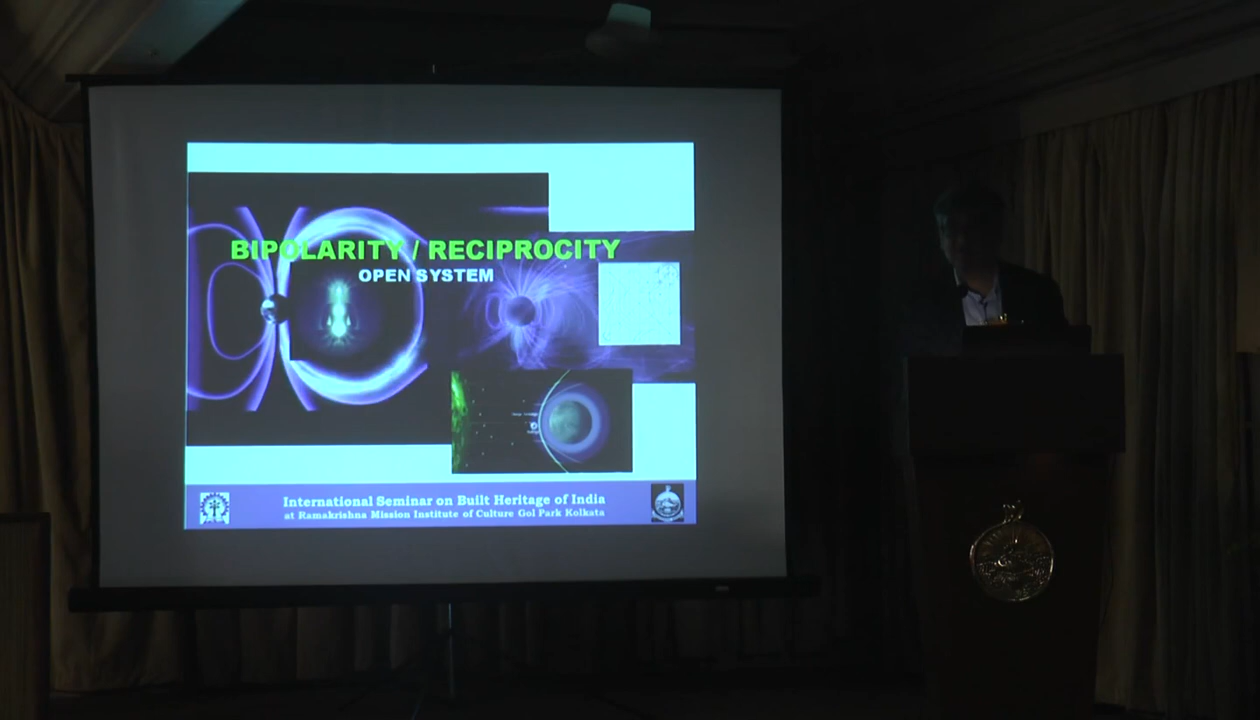 BIPOLARITY / RECIPROCITY
OPEN SYSTEM
International Seminar on Built Heritage of India
at Ramakrishna Mission Institute of Culture Gol Park Kolkata